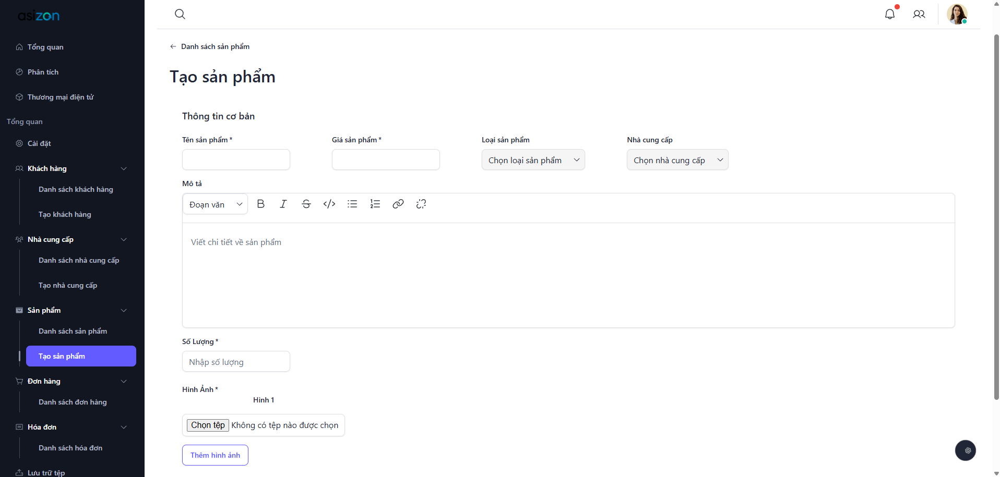 asizon
Tổng quan
Phân tích
Thương mại điện tử
Tổng quan
Cài đặt
Khách hàng
Danh sách khách hàng
Tạo khách hàng
Nhà cung cấp
Danh sách nhà cung cấp
Tạo nhà cung cấp
Sản phẩm
Danh sách sản phẩm
Tạo sản phẩm
Đơn hàng
Danh sách đơn hàng
Hóa đơn
Danh sách hóa đơn
Lưu trữ tệp
Danh sách sản phẩm
Tạo sản phẩm
Thông tin cơ bản
Tên sản phẩm * Giá sản phẩm * Loại sản phẩm Nhà cung cấp
Chọn loại sản phẩm Chọn nhà cung cấp
Mô tả
Đoạn văn
Viết chi tiết về sản phẩm
Số Lượng *
Nhập số lượng
Hình Ảnh *
Hình 1
Chọn tệp Không có tệp nào được chọn
Thêm hình ảnh